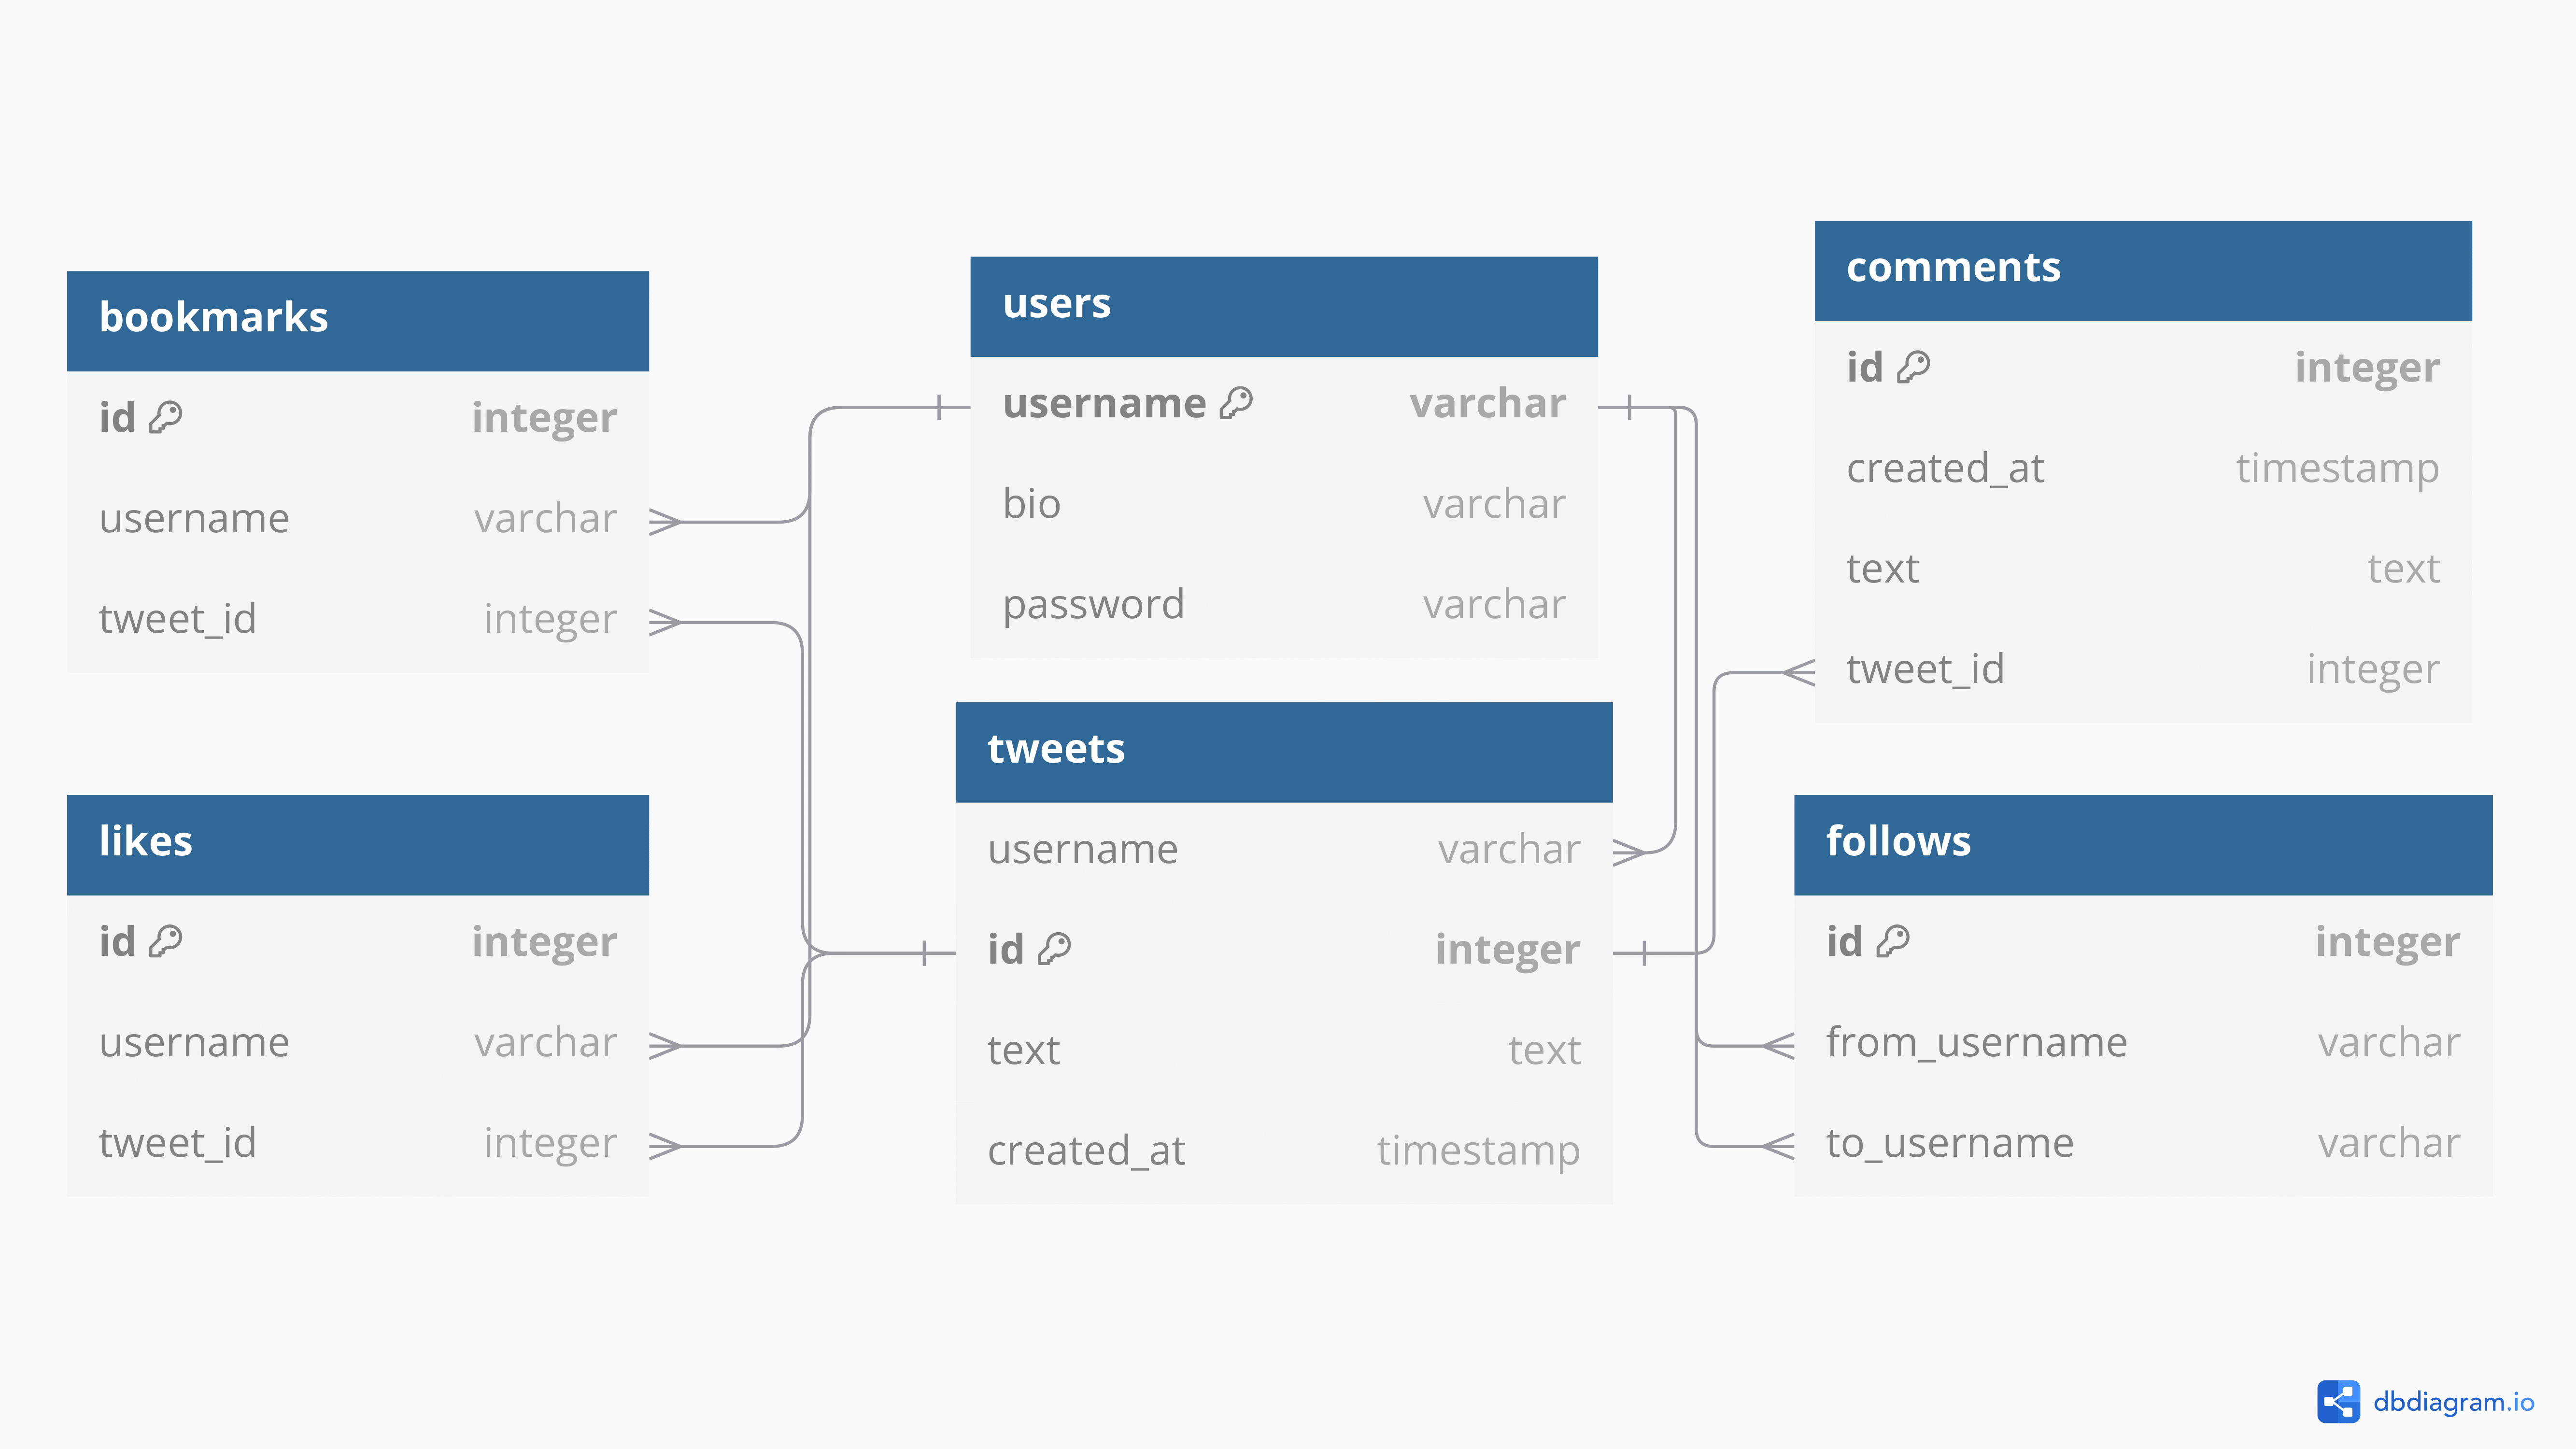 bookmarks
id integer
username varchar
tweet_id integer
likes
id integer
username varchar
tweet_id integer
users
username varchar
bio varchar
password varchar
tweets
username varchar
id integer
text text
created_at timestamp
comments
id integer
created_at timestamp
text text
tweet_id integer
follows
id integer
from_username varchar
to_username varchar
dbdiagram.io